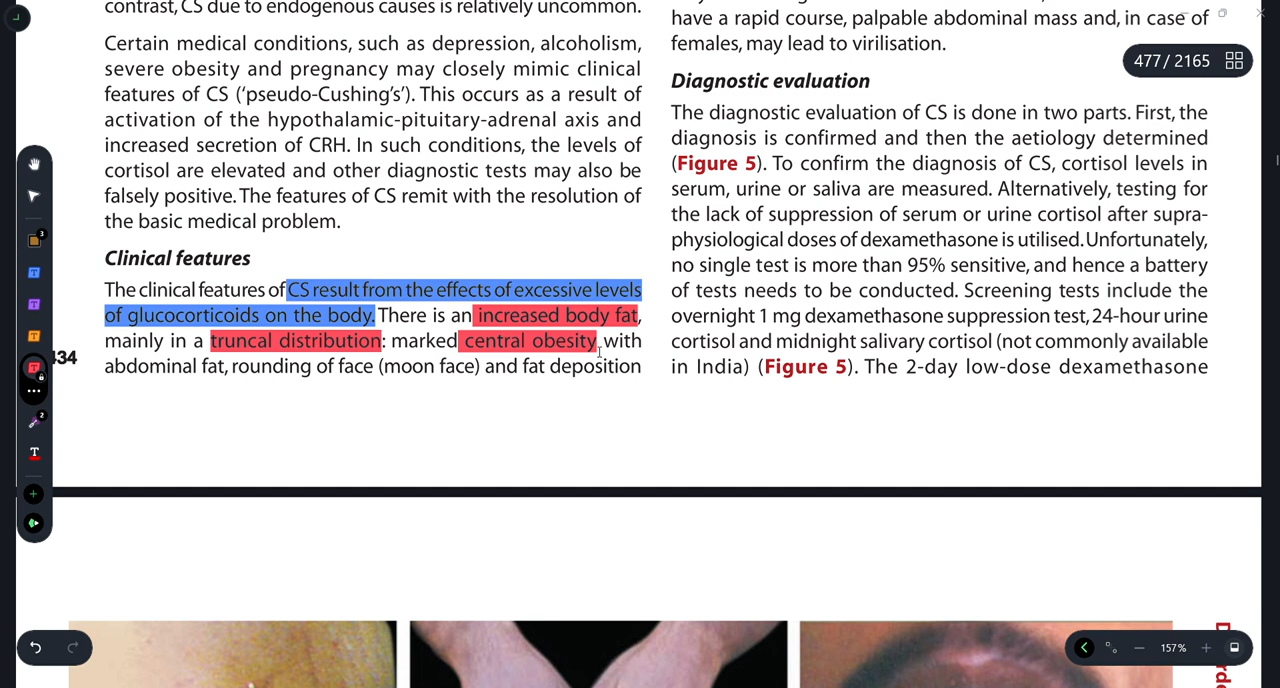 contrast, CS due to endogenous causes is relatively uncommon.
Certain medical conditions, such as depression, alcoholism,
severe obesity and pregnancy may closely mimic clinical
features of CS (‘pseudo-Cushing’s’). This occurs as a result of
activation of the hypothalamic-pituitary-adrenal axis and
increased secretion of CRH. In such conditions, the levels of
cortisol are elevated and other diagnostic tests may also be
falsely positive. The features of CS remit with the resolution of
the basic medical problem.
Clinical features
The clinical features of CS result from the effects of excessive levels
of glucocorticoids on the body. There is an increased body fat,
mainly in a truncal distribution: marked central obesity with
abdominal fat, rounding of face (moon face) and fat deposition
434
have a rapid course, palpable abdominal mass and, in case of
females, may lead to virilisation.
Diagnostic evaluation
The diagnostic evaluation of CS is done in two parts. First, the
diagnosis is confirmed and then the aetiology determined
(Figure 5). To confirm the diagnosis of CS, cortisol levels in
serum, urine or saliva are measured. Alternatively, testing for
the lack of suppression of serum or urine cortisol after supra-
physiological doses of dexamethasone is utilised. Unfortunately,
no single test is more than 95% sensitive, and hence a battery
of tests needs to be conducted. Screening tests include the
overnight 1 mg dexamethasone suppression test, 24-hour urine
cortisol and midnight salivary cortisol (not commonly available
in India) (Figure 5). The 2-day low-dose dexamethasone
477 / 2165
3
T
T
T
T
2
T
157%